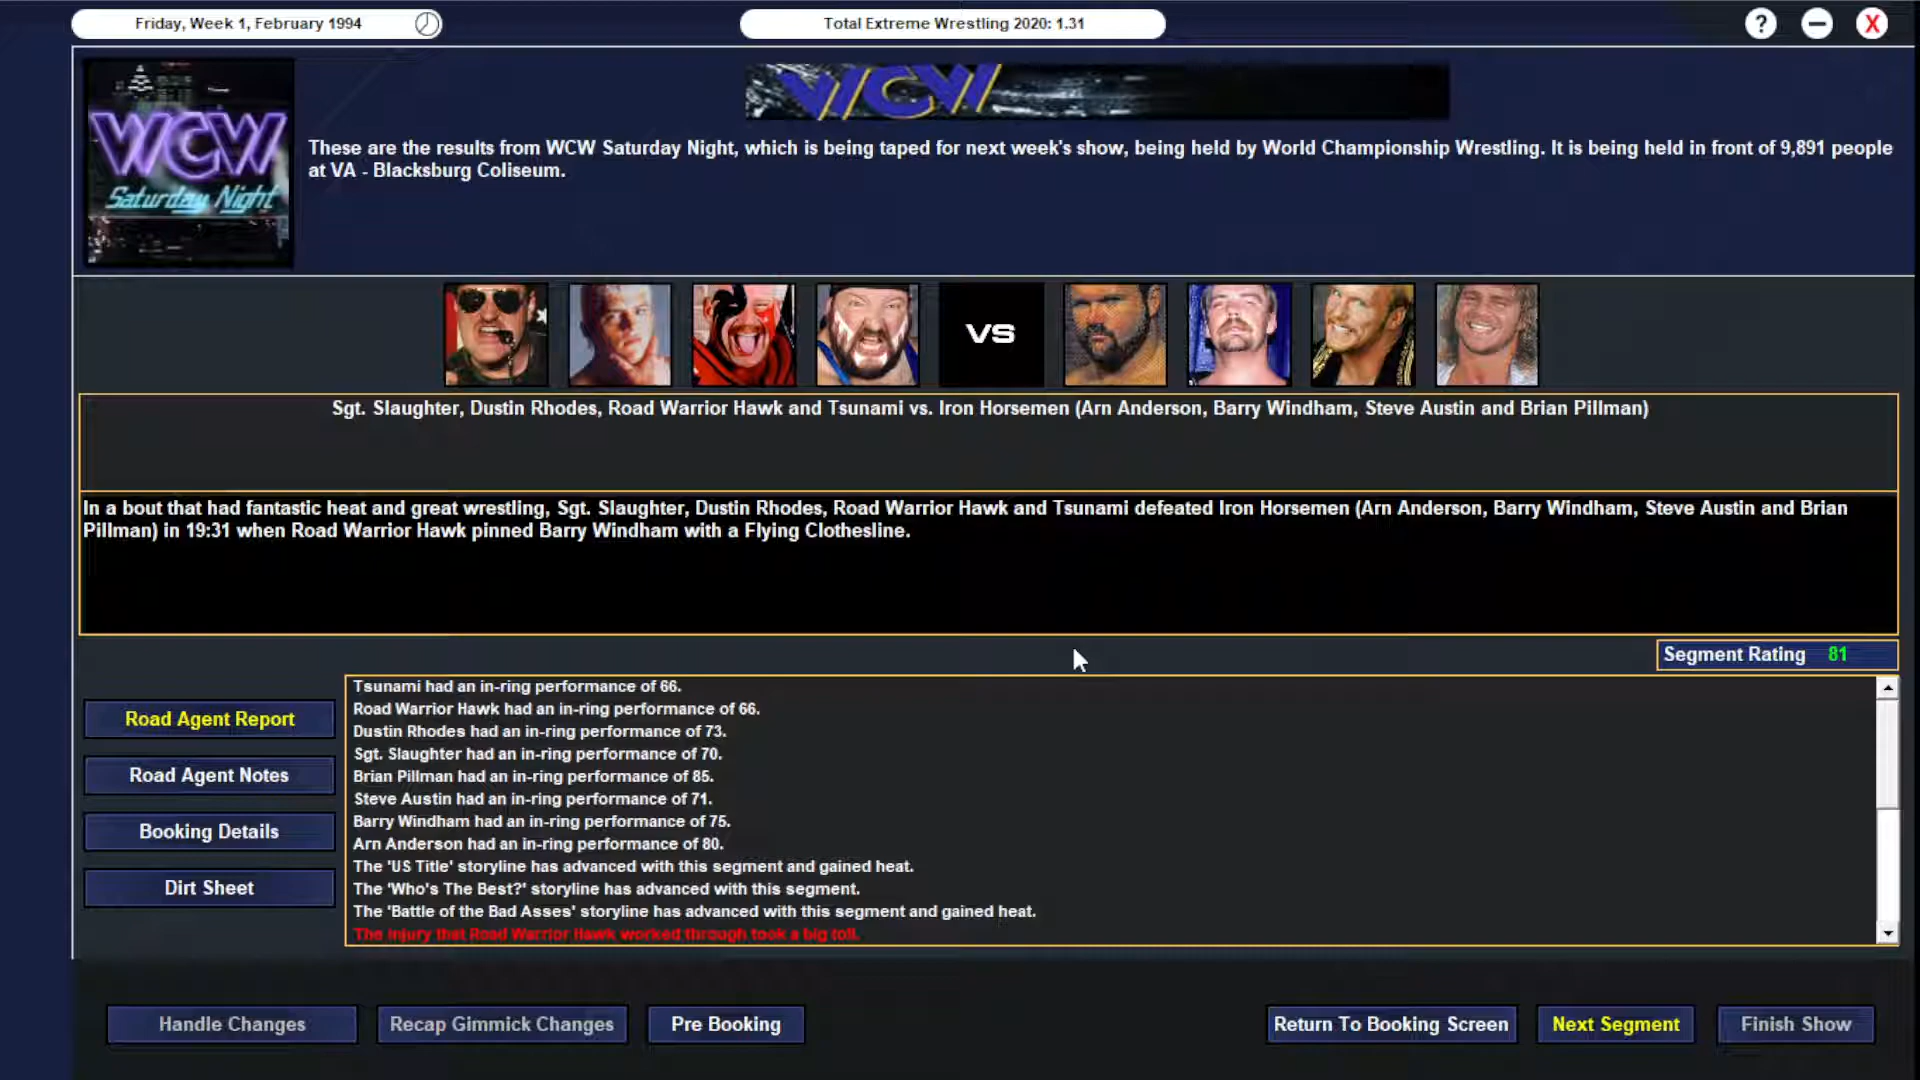 Friday, Week 1, February 1994
Total Extreme Wrestling 2020: 1.31
?
X
WCW
WCW
Saturday Night
These are the results from WCW Saturday Night, which is being taped for next week's show, being held by World Championship Wrestling. It is being held in front of 9,891 people
at VA - Blacksburg Coliseum.
VS
Sgt. Slaughter, Dustin Rhodes, Road Warrior Hawk and Tsunami vs. Iron Horsemen (Arn Anderson, Barry Windham, Steve Austin and Brian Pillman)
In a bout that had fantastic heat and great wrestling, Sgt. Slaughter, Dustin Rhodes, Road Warrior Hawk and Tsunami defeated Iron Horsemen (Arn Anderson, Barry Windham, Steve Austin and Brian
Pillman) in 19:31 when Road Warrior Hawk pinned Barry Windham with a Flying Clothesline.
Segment Rating 81
Road Agent Report
Road Agent Notes
Booking Details
Dirt Sheet
Tsunami had an in-ring performance of 66.
Road Warrior Hawk had an in-ring performance of 66.
Dustin Rhodes had an in-ring performance of 73.
Sgt. Slaughter had an in-ring performance of 70.
Brian Pillman had an in-ring performance of 85.
Steve Austin had an in-ring performance of 71.
Barry Windham had an in-ring performance of 75.
Arn Anderson had an in-ring performance of 80.
The 'US Title' storyline has advanced with this segment and gained heat.
The 'Who's The Best?' storyline has advanced with this segment.
The 'Battle of the Bad Asses' storyline has advanced with this segment and gained heat.
The injury that Road Warrior Hawk worked through took a big toll.
Handle Changes
Recap Gimmick Changes
Pre Booking
Return To Booking Screen
Next Segment
Finish Show